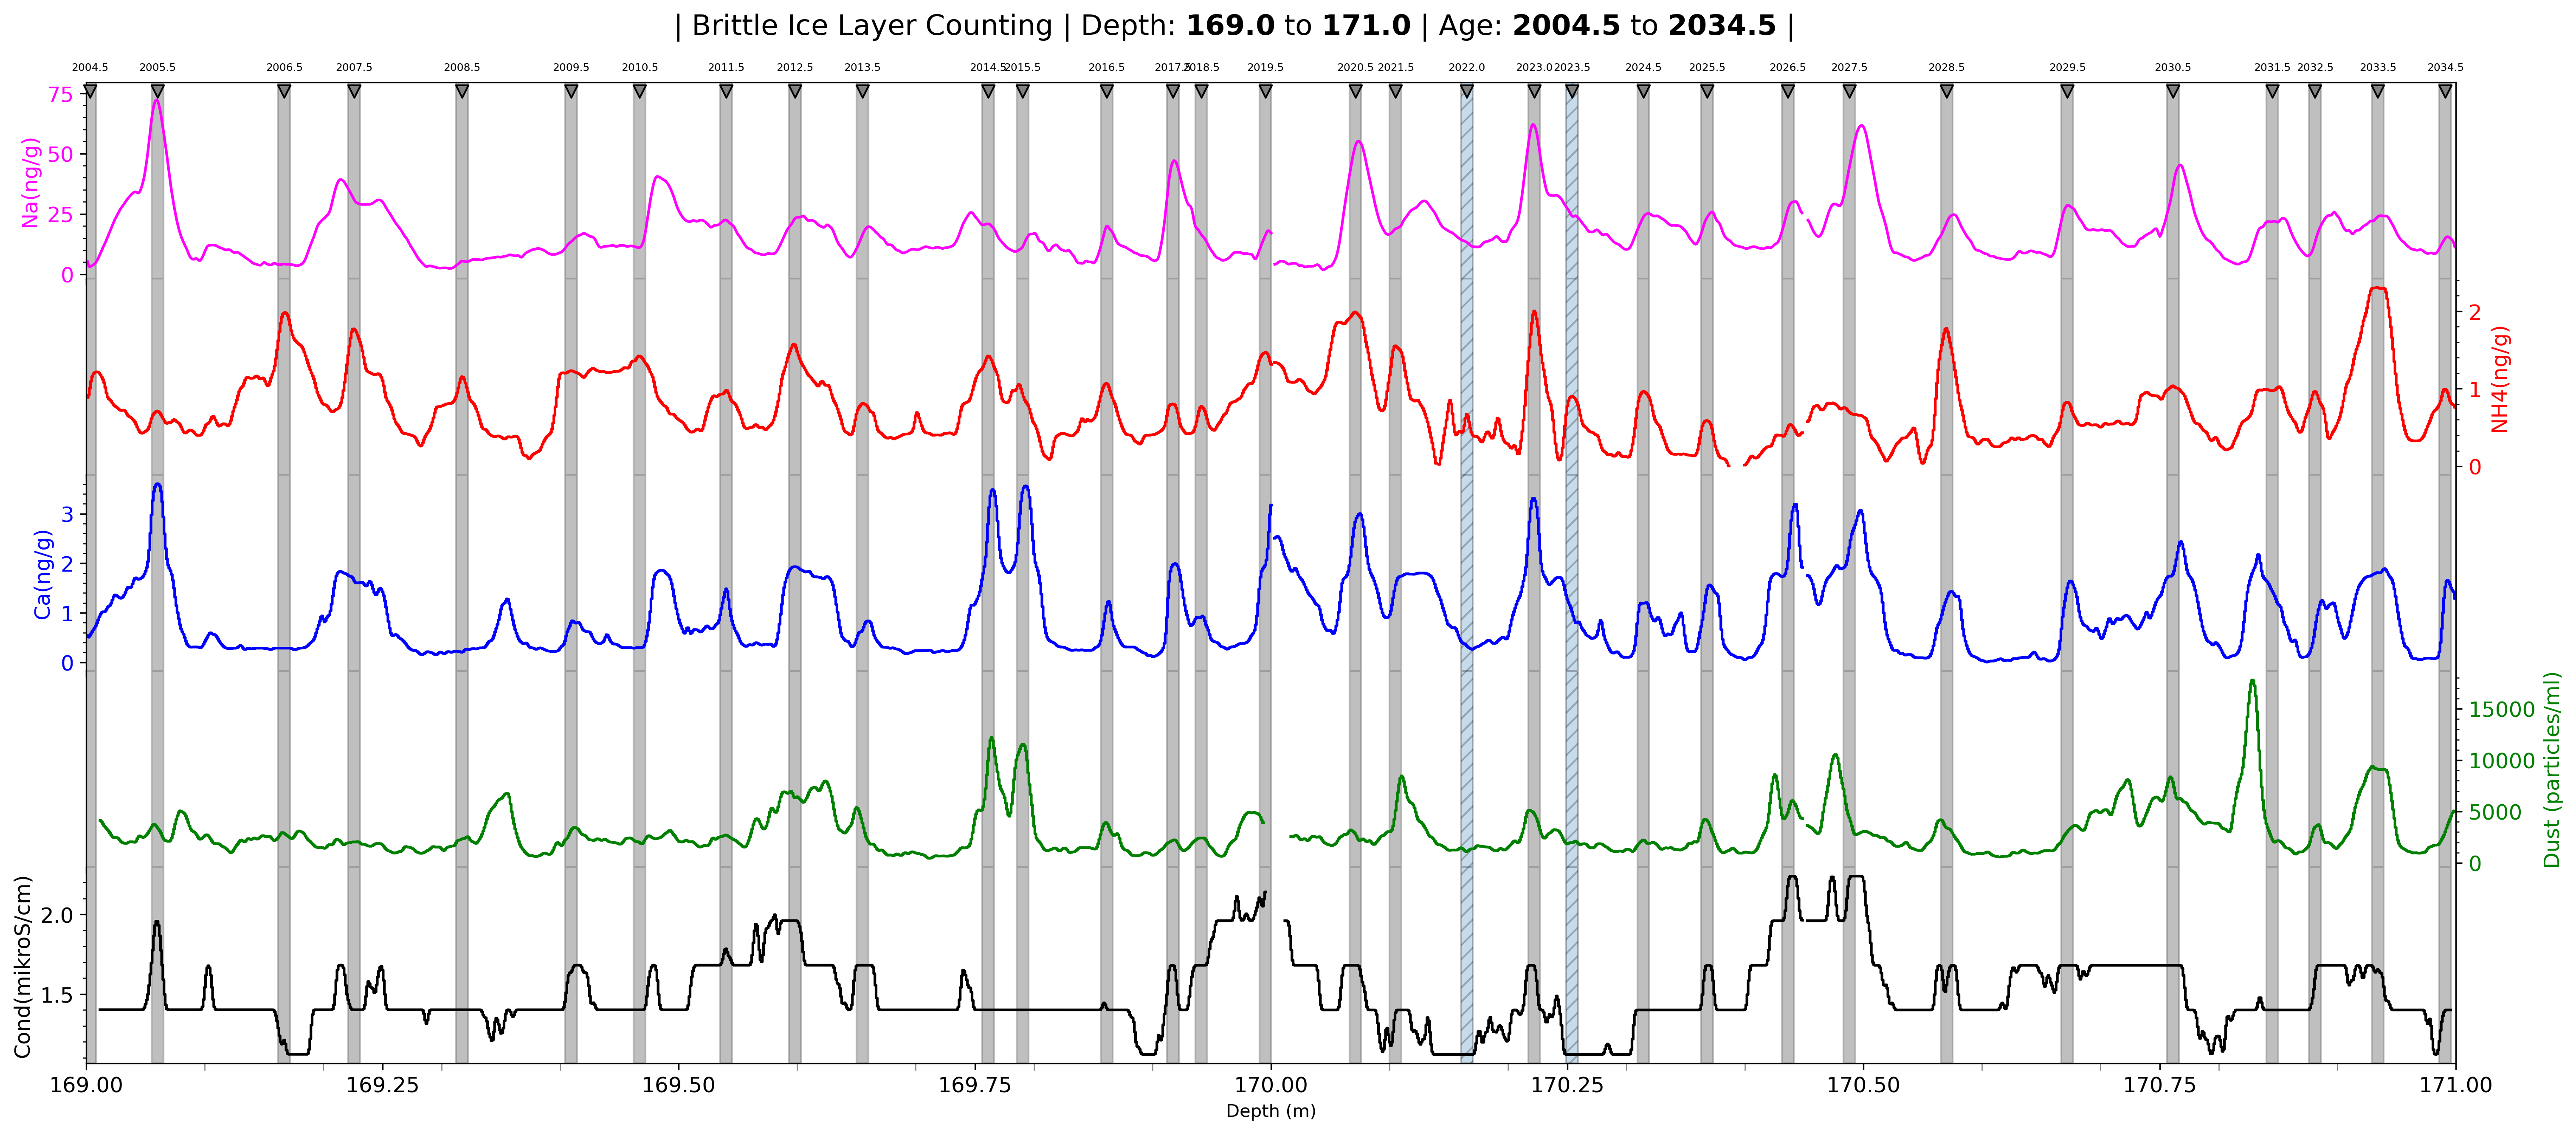 | Brittle Ice Layer Counting | Depth: 169.0 to 171.0 | Age: 2004.5 to 2034.5 |
2004.5 2005.5 2006.5 2007.5 2008.5 2009.5 2010.5 2011.5 2012.5 2013.5 2014.5 2015.5 2016.5 2017.5 2018.5 2019.5 2020.5 2021.5 2022.0 2023.0 2023.5 2024.5 2025.5 2026.5 2027.5 2028.5 2029.5 2030.5 2031.5 2032.5 2033.5 2034.5
75
50
25
0
Na(ng/g)
2
1
0
NH4(ng/g)
3
2
1
0
Ca(ng/g)
15000
10000
5000
0
Dust (particles/ml)
2.0
1.5
Cond(mikroS/cm)
169.00 169.25 169.50 169.75 170.00 170.25 170.50 170.75 171.00
Depth (m)